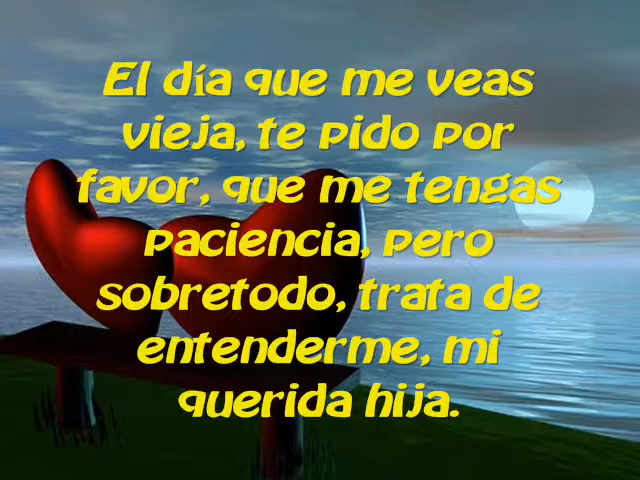 El día que me veas
vieja, te pido por
favor, que me tengas
paciencia, pero
sobretodo, trata de
entenderme, mi
querida hija.